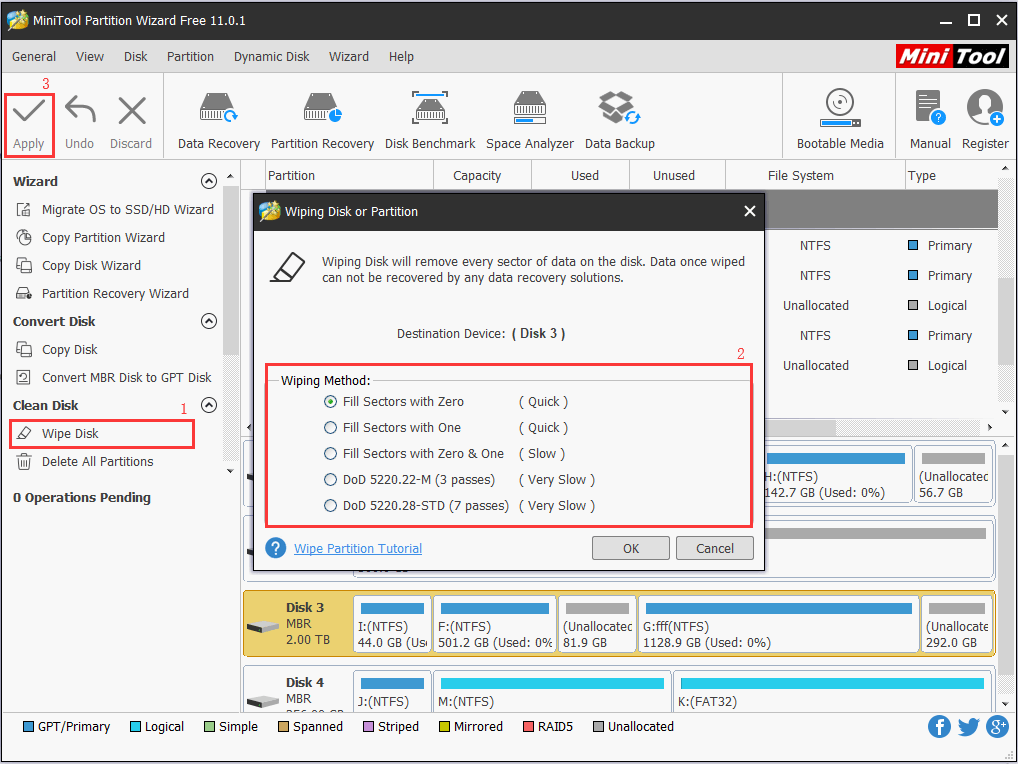 MiniTool Partition Wizard Free 11.0.1
General View Disk Partition Dynamic Disk Wizard Help
Mini Tool
3
Apply Undo Discard Data Recovery Partition Recovery Disk Benchmark Space Analyzer Data Backup Bootable Media Manual Register
Wizard
Migrate OS to SSD/HD Wizard
Copy Partition Wizard
Copy Disk Wizard
Partition Recovery Wizard
Convert Disk
Copy Disk
Convert MBR Disk to GPT Disk
Clean Disk
1
Wipe Disk
Delete All Partitions
0 Operations Pending
Partition Capacity Used Unused File System Type
NTFS Primary
NTFS Primary
Unallocated Logical
NTFS Primary
Unallocated Logical
Wiping Disk or Partition
Wiping Disk will remove every sector of data on the disk. Data once wiped
can not be recovered by any data recovery solutions.
Destination Device: ( Disk 3 )
2
Wiping Method:
Fill Sectors with Zero ( Quick )
Fill Sectors with One ( Quick )
Fill Sectors with Zero & One ( Slow )
DoD 5220.22-M (3 passes) ( Very Slow )
DoD 5220.28-STD (7 passes) ( Very Slow )
Wipe Partition Tutorial
OK Cancel
H:(NTFS) (Unallocatec
142.7 GB (Used: 0%) 56.7 GB
Disk 3
MBR
2.00 TB
I:(NTFS) F:(NTFS) (Unallocatec G:fff(NTFS) (Unallocate
44.0 GB (Us 501.2 GB (Used: 0% 81.9 GB 1128.9 GB (Used: 0%) 292.0 GB
Disk 4
MBR
J:(NTFS) M:(NTFS) K:(FAT32)
GPT/Primary Logical Simple Spanned Striped Mirrored RAID5 Unallocated